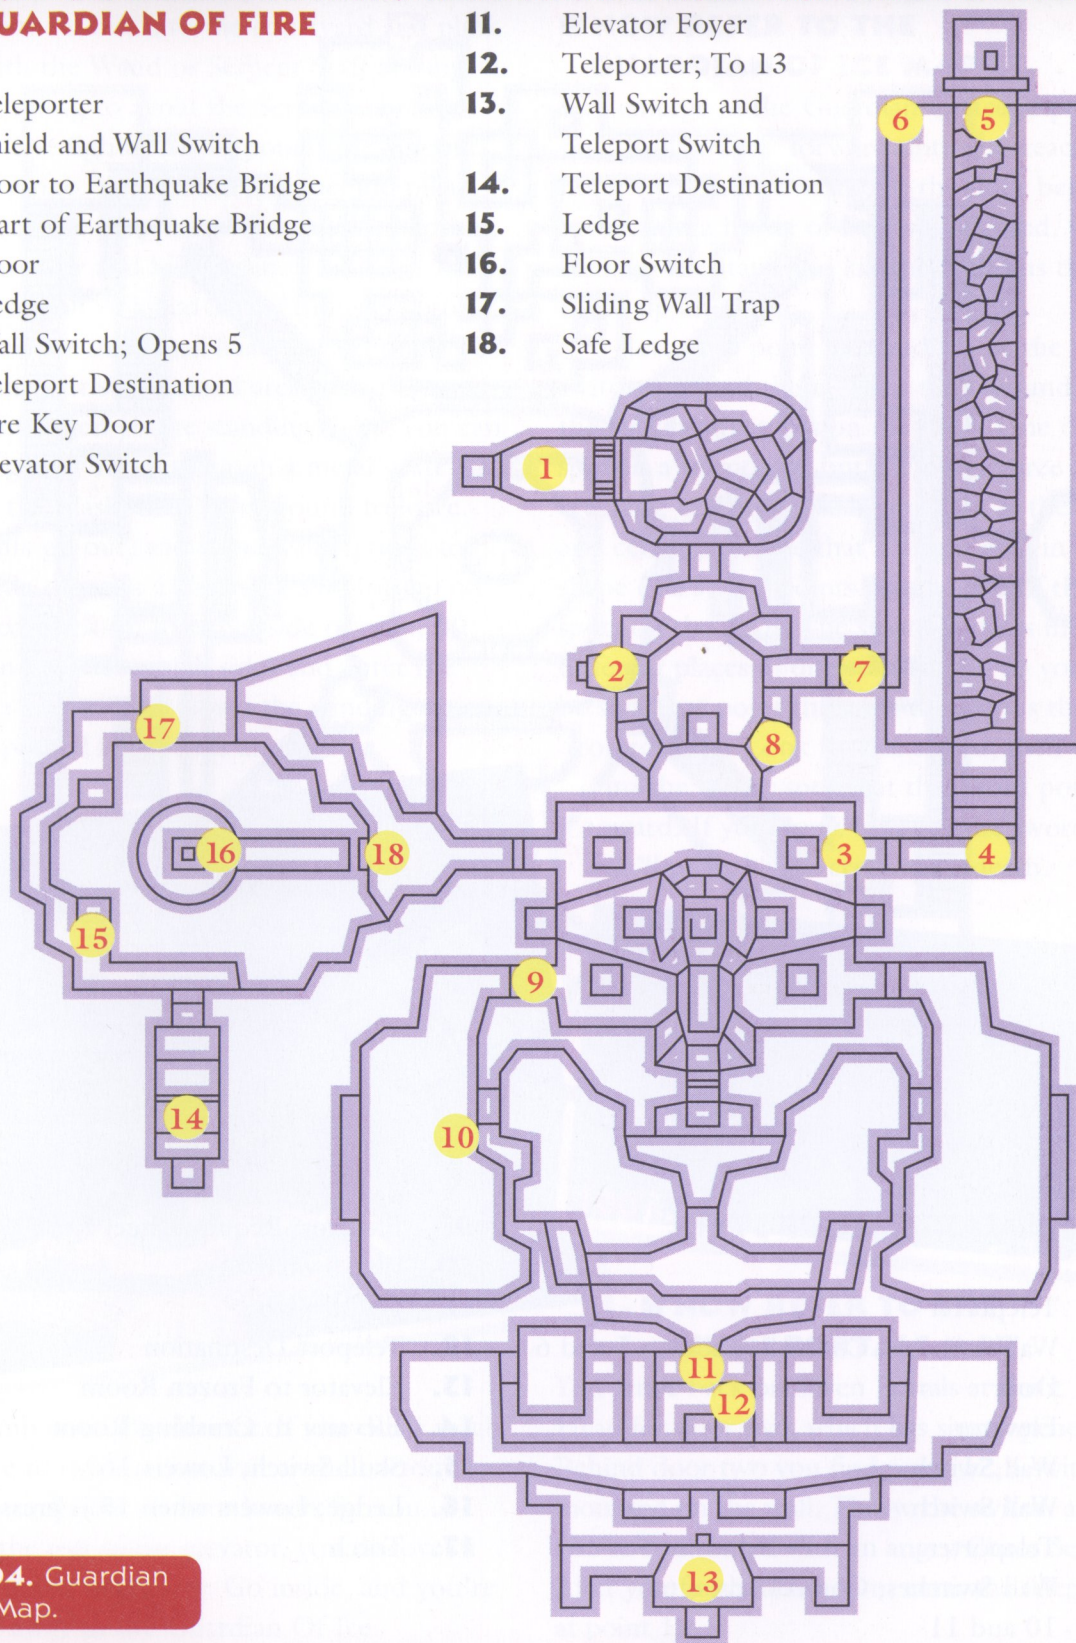 UARDIAN OF FIRE
eleporter
hield and Wall Switch
oor to Earthquake Bridge
art of Earthquake Bridge
oor
edge
all Switch; Opens 5
eleport Destination
re Key Door
evator Switch
11. Elevator Foyer
12. Teleporter; To 13
13. Wall Switch and
Teleport Switch
14. Teleport Destination
15. Ledge
16. Floor Switch
17. Sliding Wall Trap
18. Safe Ledge
6
5
1
2
7
17
8
16
18
3
4
15
9
14
10
11
12
13
04. Guardian
Map.